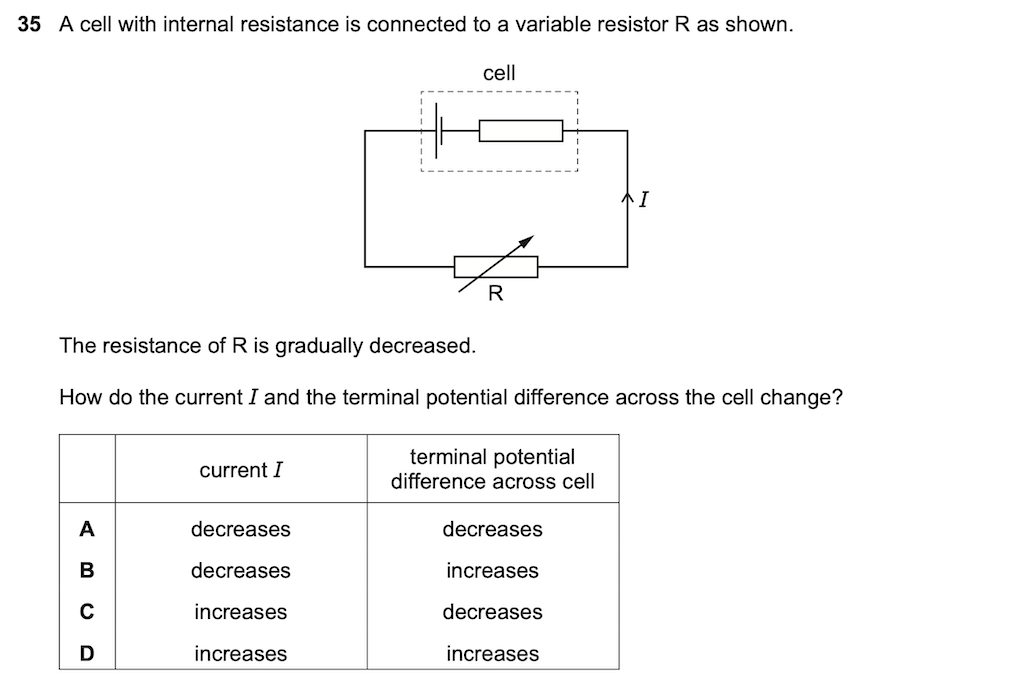 35 A cell with internal resistance is connected to a variable resistor R as shown.
cell
I
R
The resistance of R is gradually decreased.
How do the current I and the terminal potential difference across the cell change?
current I
terminal potential
difference across cell
A decreases decreases
B decreases increases
C increases decreases
D increases increases